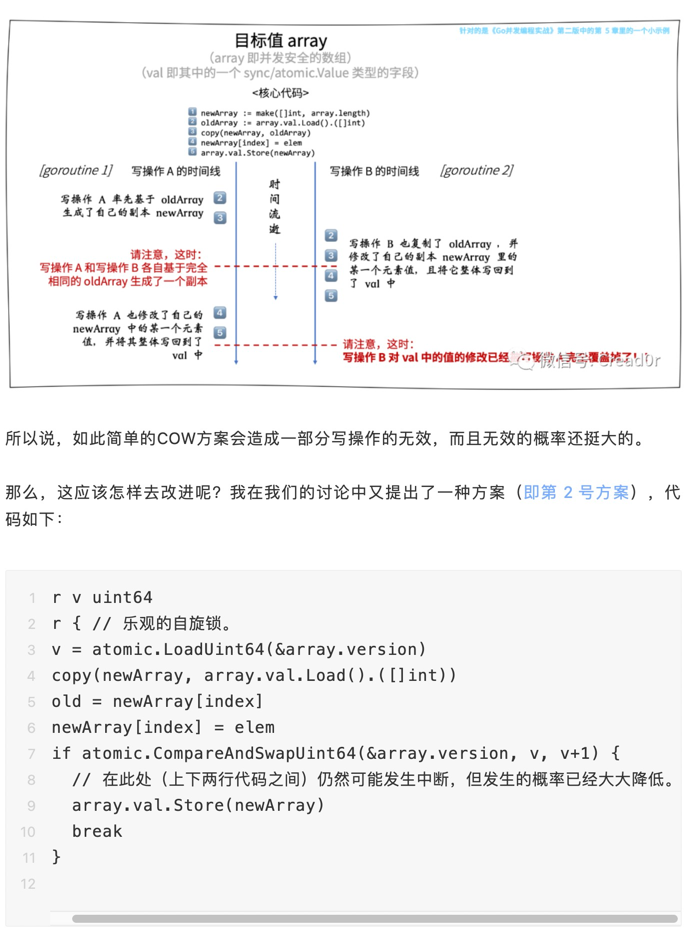 针对的是《Go并发编程实战》第二版中的第 5 章里的一个小示例
目标值 array
（array 即并发安全的数组）
（val 即其中的一个 sync/atomic.Value 类型的字段）
<核心代码>
1 newArray := make([]int, array.length)
2 oldArray := array.val.Load().([]int)
3 copy(newArray, oldArray)
4 newArray[index] = elem
5 array.val.Store(newArray)
[goroutine 1] 写操作 A 的时间线
写操作 B 的时间线 [goroutine 2]
时
间
流
逝
写操作 A 率先基于 oldArray
生成了自己的副本 newArray
2
3
2
3
4
5
写操作 B 也复制了 oldArray ，并
修改了自己的副本 newArray 里的
某一个元素值，且将它整体写回到
了 val 中
请注意，这时：
写操作 A 和写操作 B 各自基于完全
相同的 oldArray 生成了一个副本
写操作 A 也修改了自己的
newArray 中的某一个元素
值，并将其整体写回到了
val 中
4
5
请注意，这时：
写操作 B 对 val 中的值的修改已经
微信号:
所以说，如此简单的COW方案会造成一部分写操作的无效，而且无效的概率还挺大的。
那么，这应该怎样去改进呢？我在我们的讨论中又提出了一种方案（即第 2 号方案），代
码如下：
1 r v uint64
2 r { // 乐观的自旋锁。
3 v = atomic.LoadUint64(&array.version)
4 copy(newArray, array.val.Load().([]int))
5 old = newArray[index]
6 newArray[index] = elem
7 if atomic.CompareAndSwapUint64(&array.version, v, v+1) {
8 // 在此处（上下两行代码之间）仍然可能发生中断，但发生的概率已经大大降低。
9 array.val.Store(newArray)
10 break
11 }
12